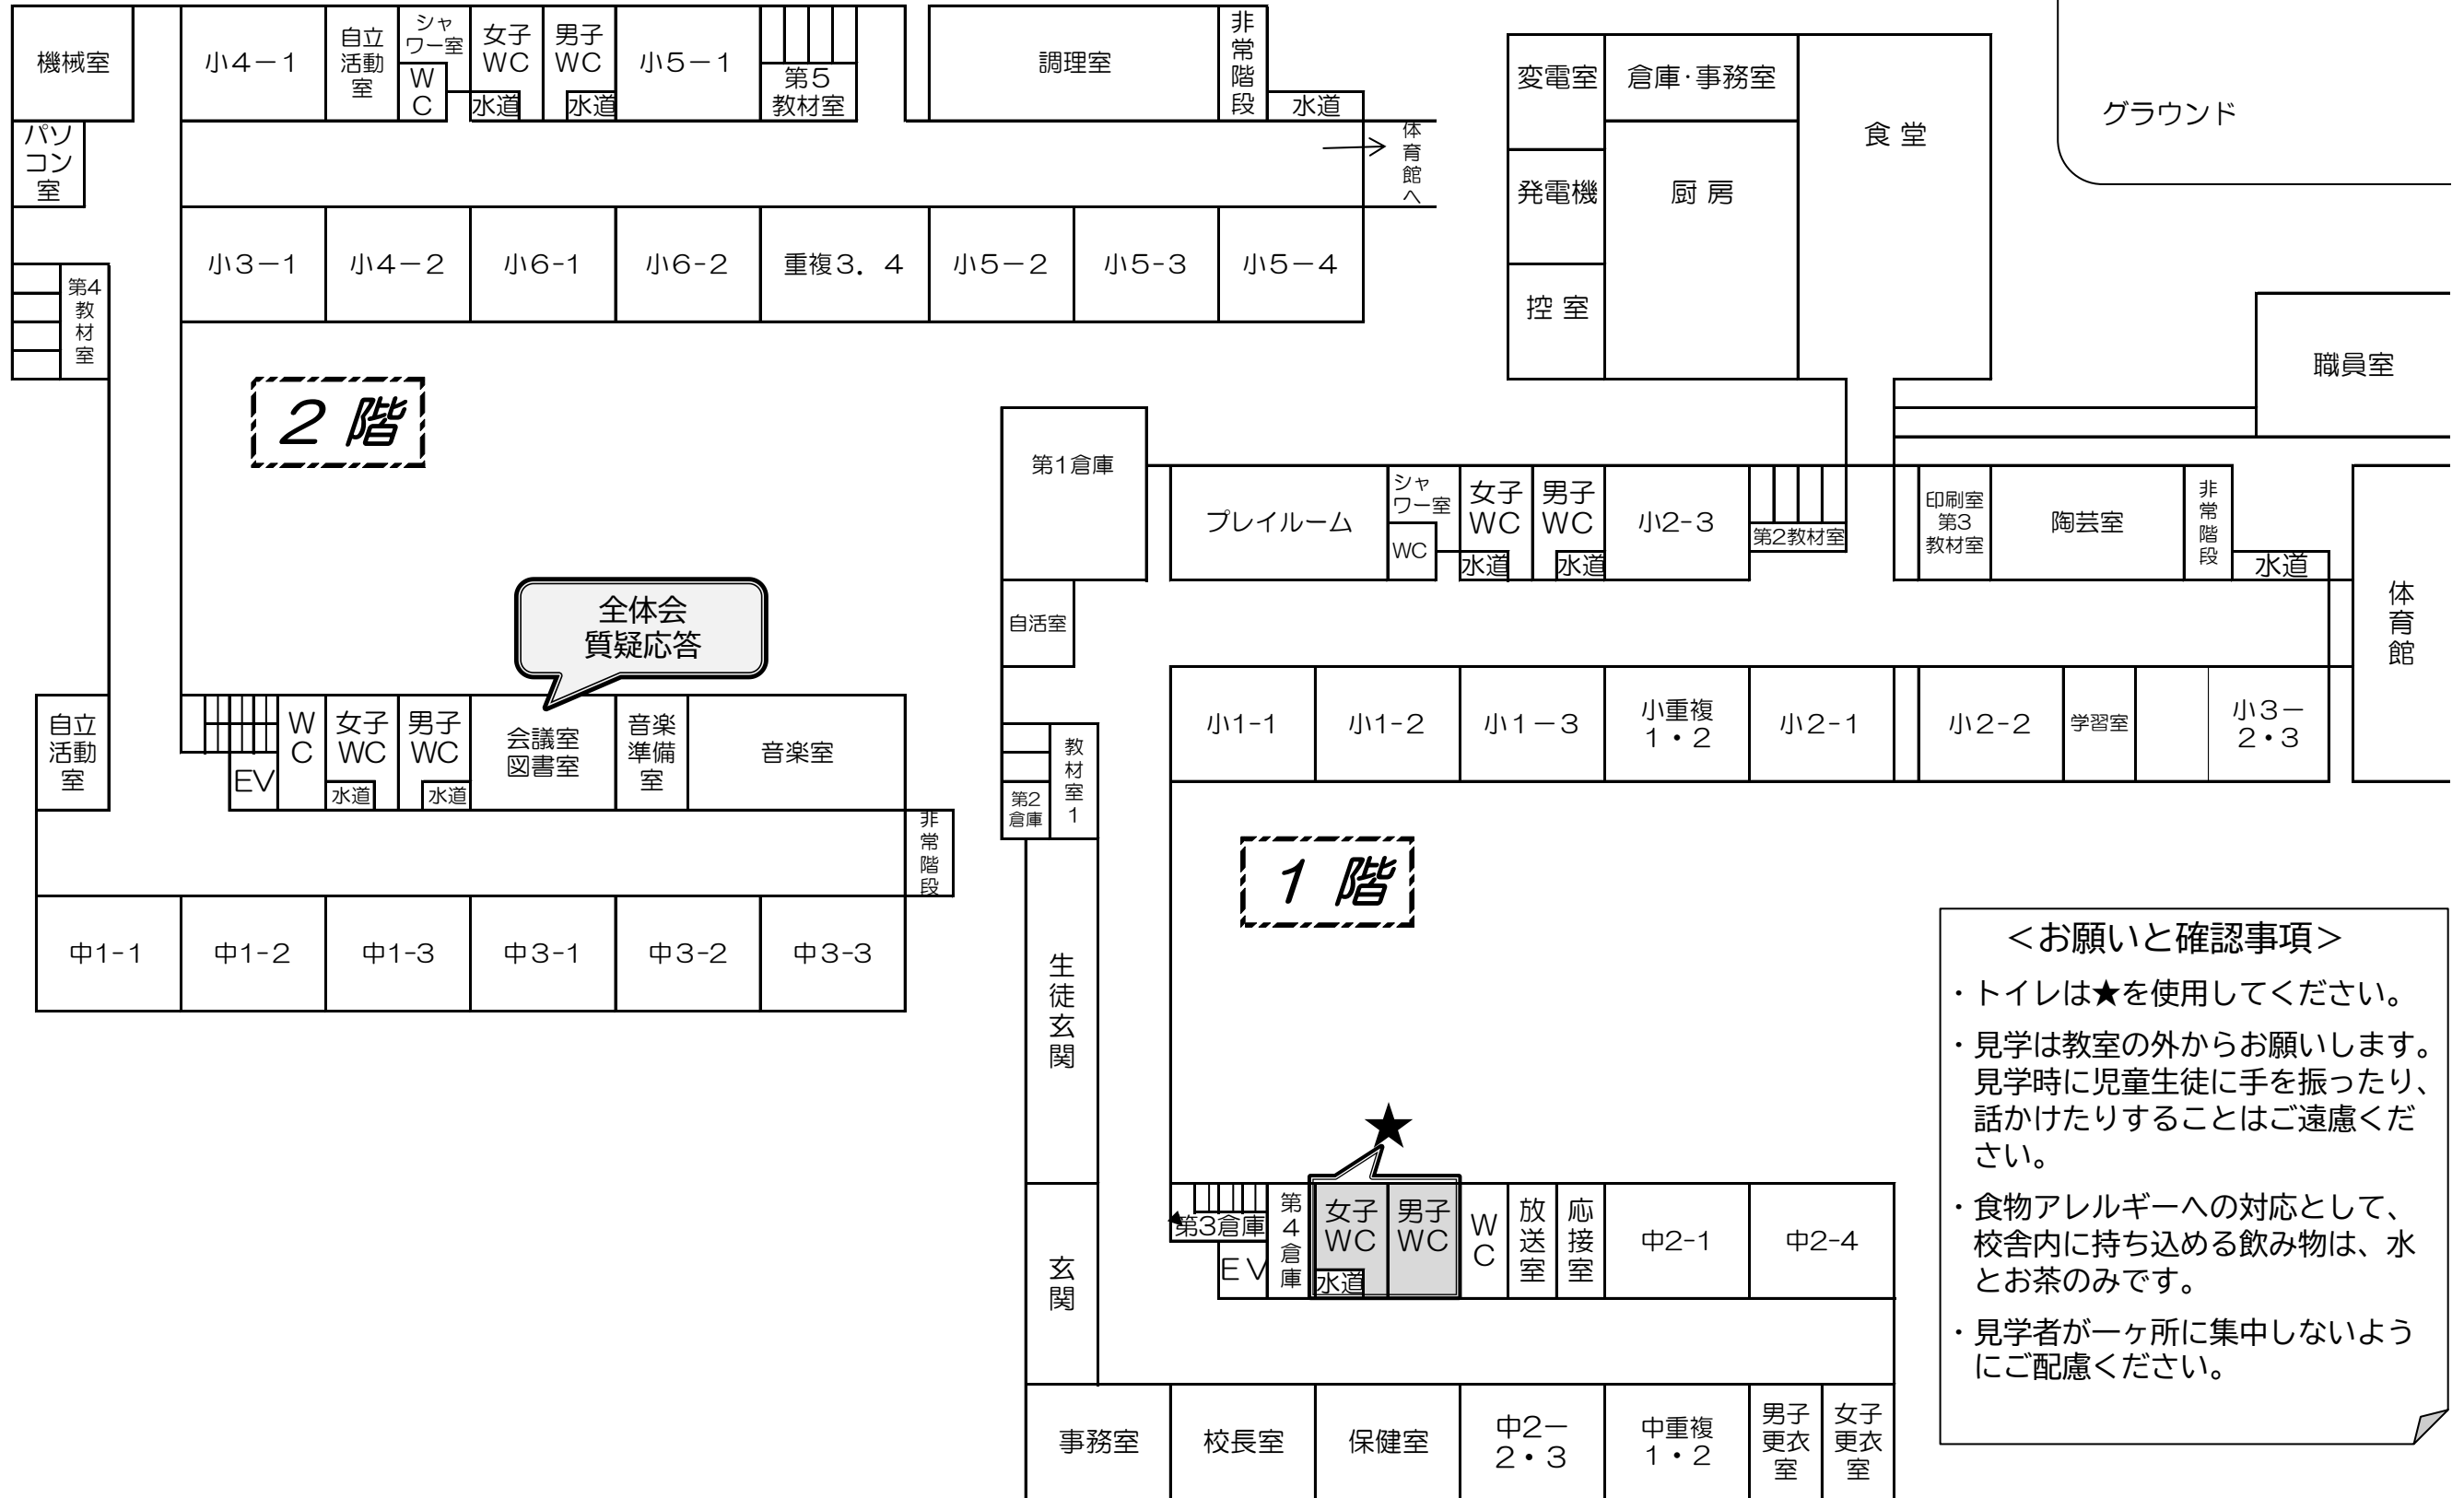 機械室
小4－1
自立
活動
室
シャ
ワー室
W
C
女子
WC
水道
男子
WC
水道
小5－1
第5
教材室
調理室
非
常
階
段
水道
パソ
コン
室
体
育
館
へ
小3－1
小4－2
小6-1
小6-2
重複3．4
小5－2
小5-3
小5－4
第4
教
材
室
2 階
全体会
質疑応答
自立
活動
室
W
C
EV
女子
WC
水道
男子
WC
水道
会議室
図書室
音楽
準備
室
音楽室
非
常
階
段
中1-1
中1-2
中1-3
中3-1
中3-2
中3-3
変電室
倉庫・事務室
食 堂
発電機
厨 房
控 室
グラウンド
職員室
第1倉庫
プレイルーム
シャ
ワー室
WC
女子
WC
水道
男子
WC
水道
小2-3
第2教材室
印刷室
第3
教材室
陶芸室
非
常
階
段
水道
体
育
館
自活室
小1-1
小1-2
小1－3
小重複
1・2
小2-1
小2-2
学習室
小3－
2・3
教
材
室
1
第2
倉庫
1 階
生
徒
玄
関
玄
関
★
第3倉庫
EV
第
4
倉
庫
女子
WC
水道
男子
WC
W
C
放
送
室
応
接
室
中2-1
中2-4
事務室
校長室
保健室
中2－
2・3
中重複
1・2
男子
更衣
室
女子
更衣
室
＜お願いと確認事項＞
・トイレは★を使用してください。
・見学は教室の外からお願いします。
見学時に児童生徒に手を振ったり、
話かけたりすることはご遠慮くだ
さい。
・食物アレルギーへの対応として、
校舎内に持ち込める飲み物は、水
とお茶のみです。
・見学者が一ヶ所に集中しないよう
にご配慮ください。